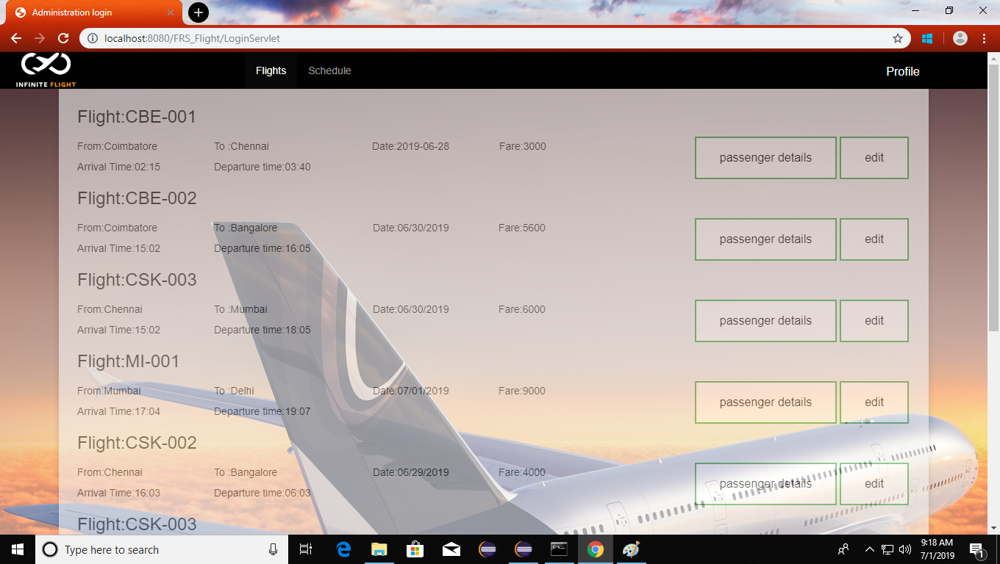 Administration login
localhost:8080/FRS_Flight/LoginServlet
INFINITE FLIGHT
Flights Schedule Profile
Flight:CBE-001
From:Coimbatore To :Chennai Date:2019-06-28 Fare:3000
Arrival Time:02:15 Departure time:03:40
passenger details edit
Flight:CBE-002
From:Coimbatore To :Bangalore Date:06/30/2019 Fare:5600
Arrival Time:15:02 Departure time:16:05
passenger details edit
Flight:CSK-003
From:Chennai To :Mumbai Date:06/30/2019 Fare:6000
Arrival Time:15:02 Departure time:18:05
passenger details edit
Flight:MI-001
From:Mumbai To :Delhi Date:07/01/2019 Fare:9000
Arrival Time:17:04 Departure time:19:07
passenger details edit
Flight:CSK-002
From:Chennai To :Bangalore Date:06/29/2019 Fare:4000
Arrival Time:16:03 Departure time:06:03
passenger details edit
Flight:CSK-003
Type here to search
9:18 AM
7/1/2019
1